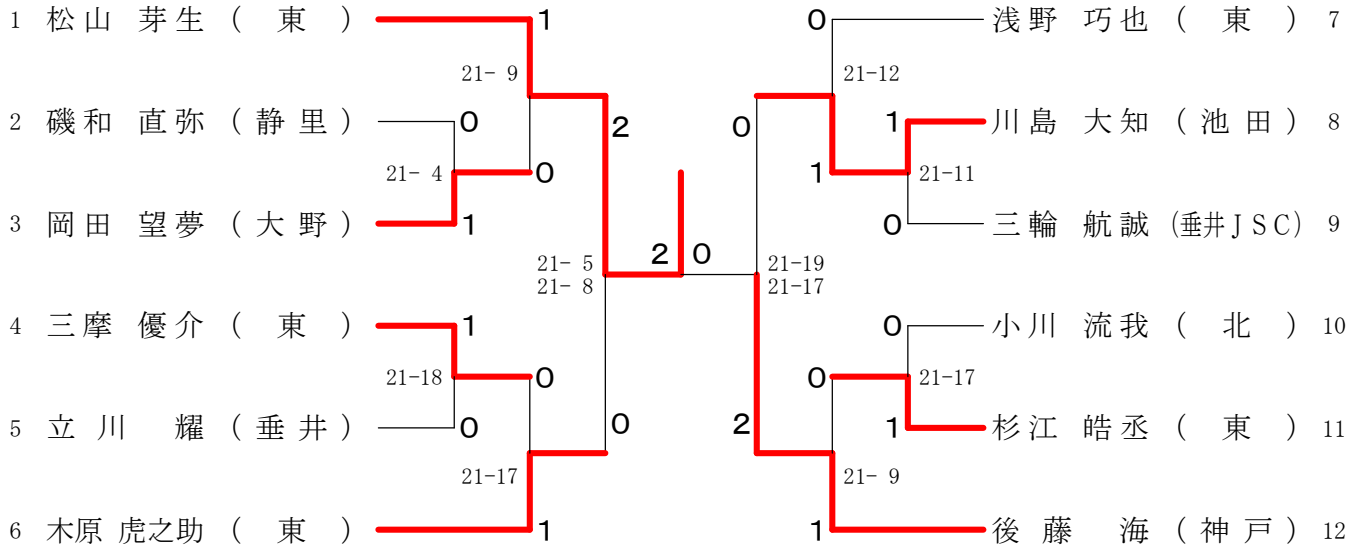 1 松山 芽生 ( 東 ) 1 0 浅野 巧也 ( 東 ) 7
21- 9 21-12
2 磯和 直弥 (静里) 0 2 0 1 川島 大知 (池田) 8
21- 4 0 1 21-11
3 岡田 望夢 (大野) 1 0 三輪 航誠 (垂井JSC) 9
21- 5 2 0 21-19
21- 8 21-17
4 三摩 優介 ( 東 ) 1 0 小川 流我 ( 北 ) 10
21-18 0 0 21-17
5 立川 耀 (垂井) 0 0 2 1 杉江 皓丞 ( 東 ) 11
21-17 21- 9
6 木原 虎之助 ( 東 ) 1 1 後藤 海 (神戸) 12